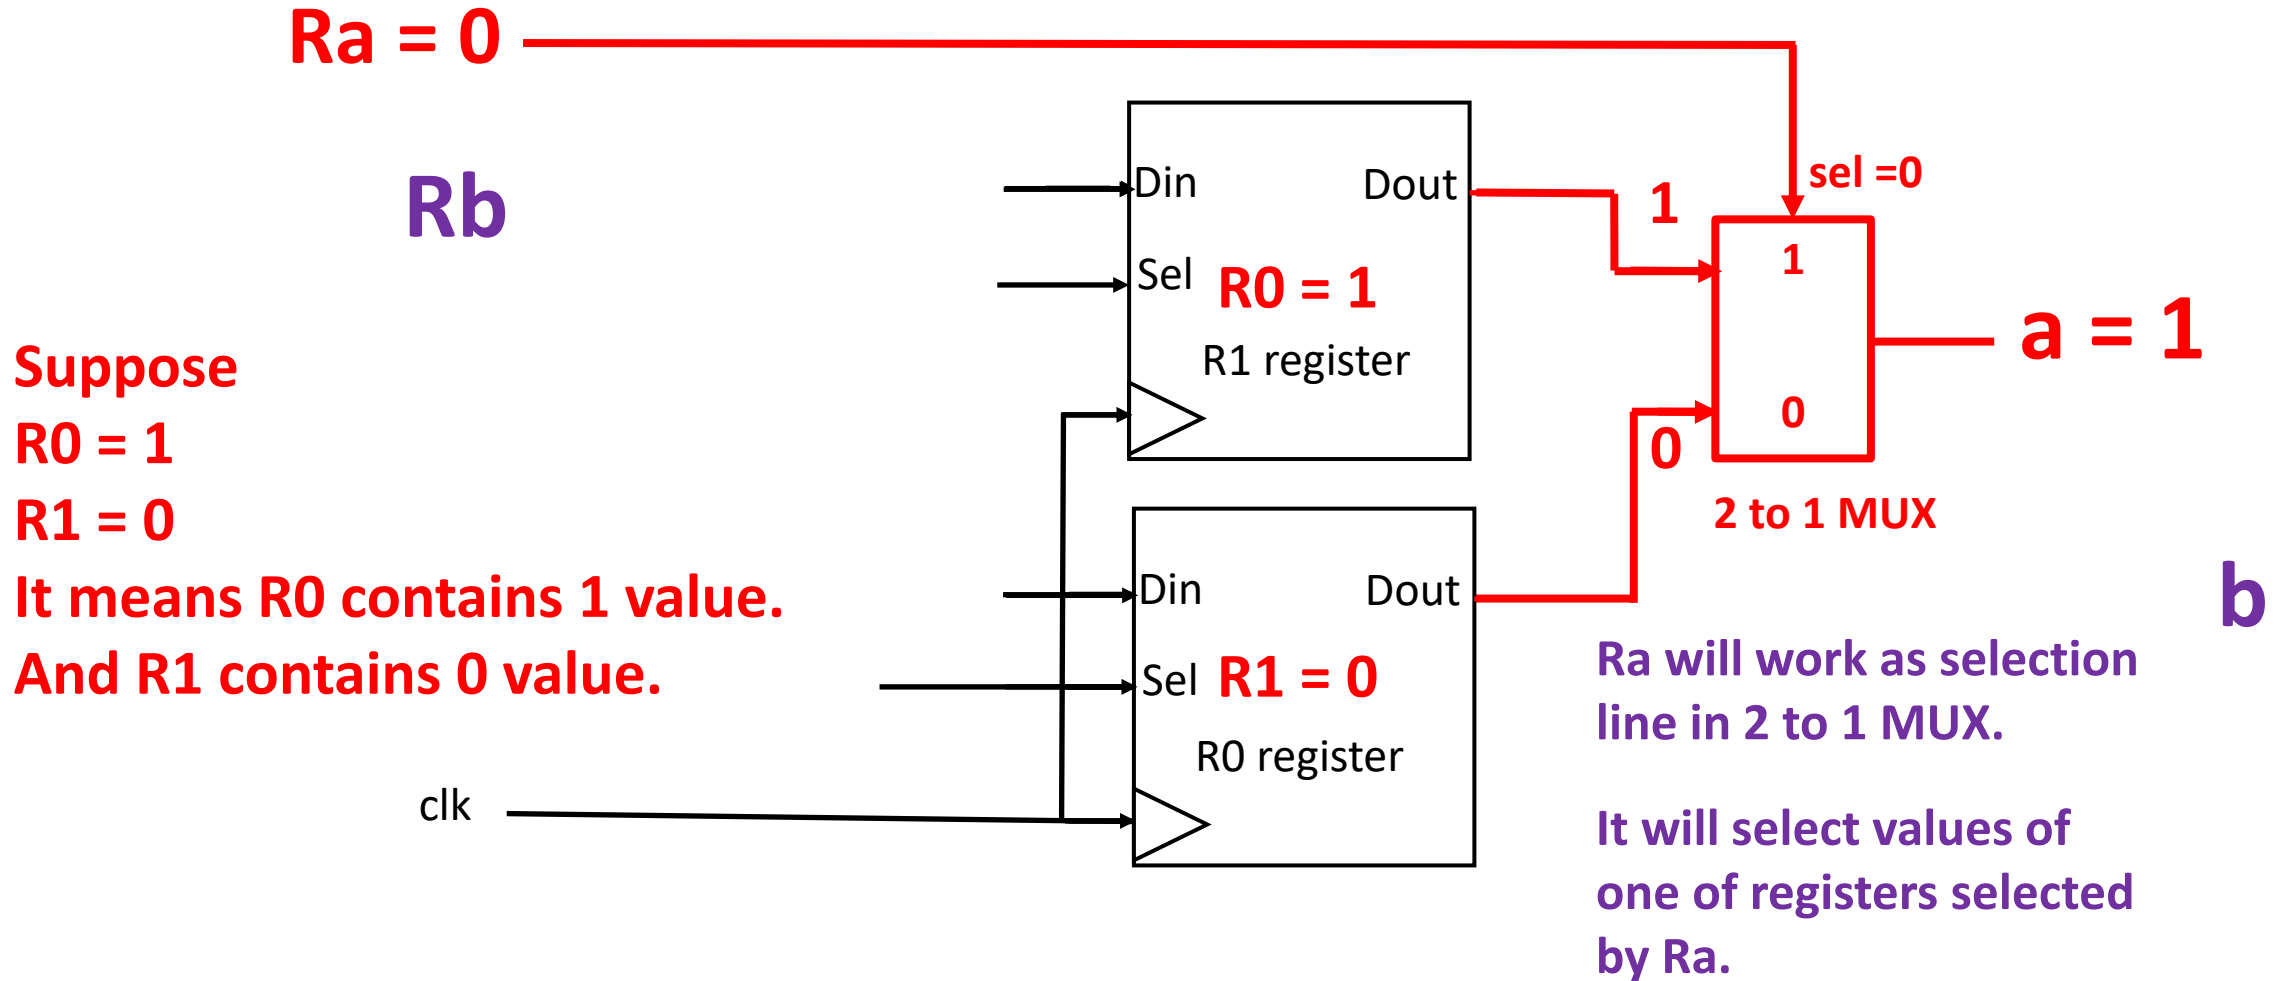 Ra = 0
Rb
Suppose
R0 = 1
R1 = 0
It means R0 contains 1 value.
And R1 contains 0 value.
clk
Din
Dout
Sel
R0 = 1
R1 register
Din
Dout
Sel
R1 = 0
R0 register
1
0
sel =0
1
0
2 to 1 MUX
a = 1
b
Ra will work as selection
line in 2 to 1 MUX.
It will select values of
one of registers selected
by Ra.